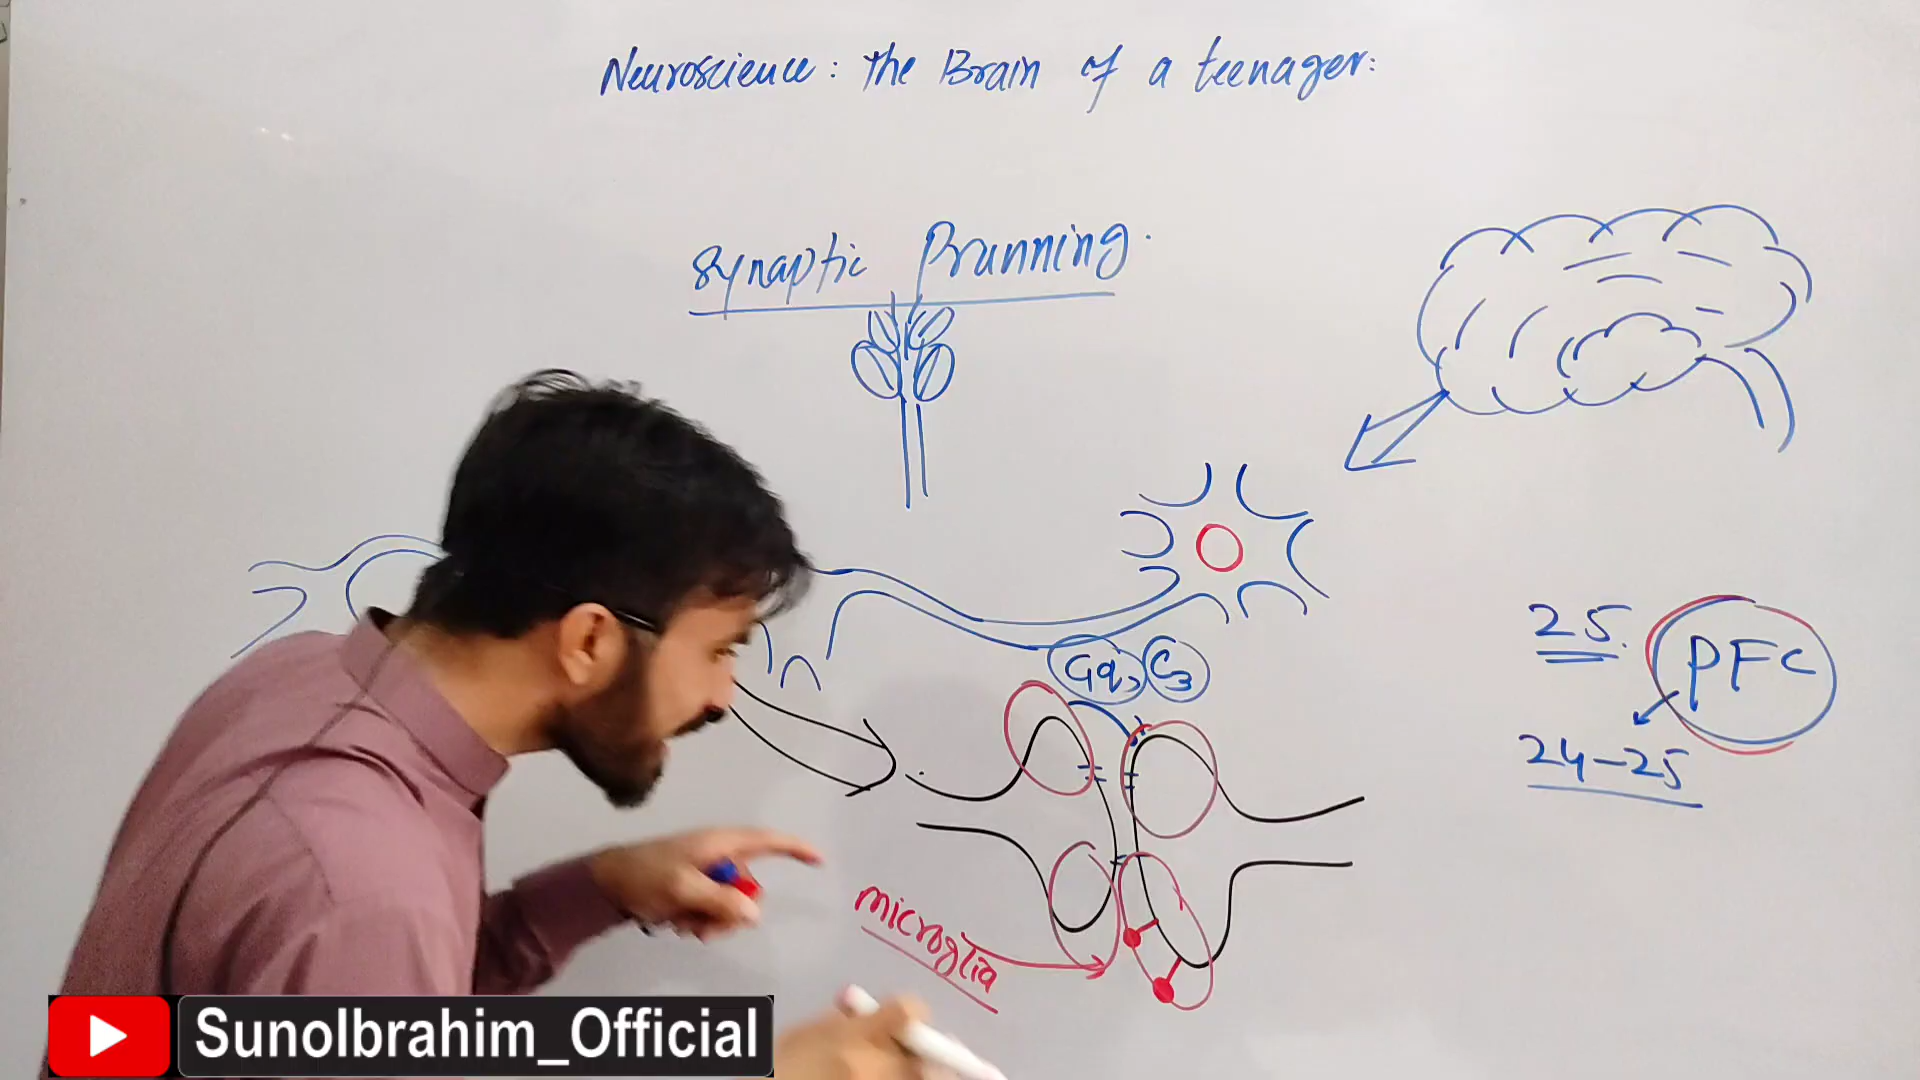 Neuroscience: the Brain of a teenager:
Synaptic Prunning.
C1q, C3
25.
PFC
24-25
microglia
SunoIbrahim_Official